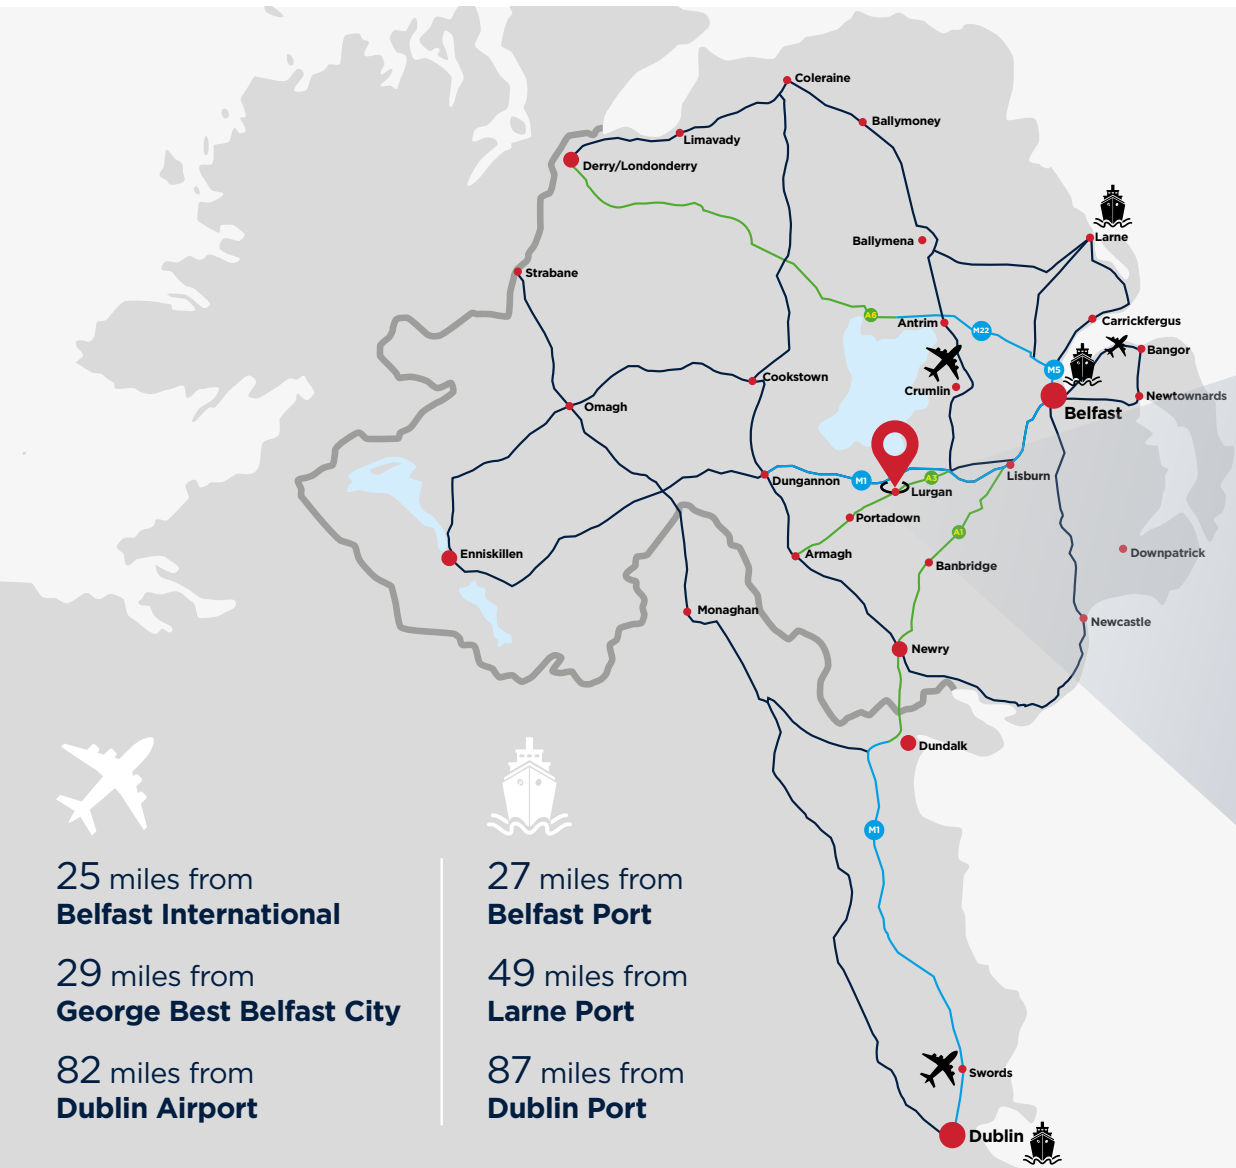 Coleraine
Ballymoney
Limavady
Derry/Londonderry
Larne
Ballymena
Strabane
A6
Antrim
M22
Carrickfergus
Bangor
M5
Cookstown
Crumlin
Newtownards
Omagh
Belfast
Dungannon
M1
A3
Lisburn
Lurgan
Portadown
A1
Enniskillen
Armagh
Downpatrick
Banbridge
Monaghan
Newcastle
Newry
Dundalk
M1
Swords
Dublin
25 miles from
Belfast International
29 miles from
George Best Belfast City
82 miles from
Dublin Airport
27 miles from
Belfast Port
49 miles from
Larne Port
87 miles from
Dublin Port